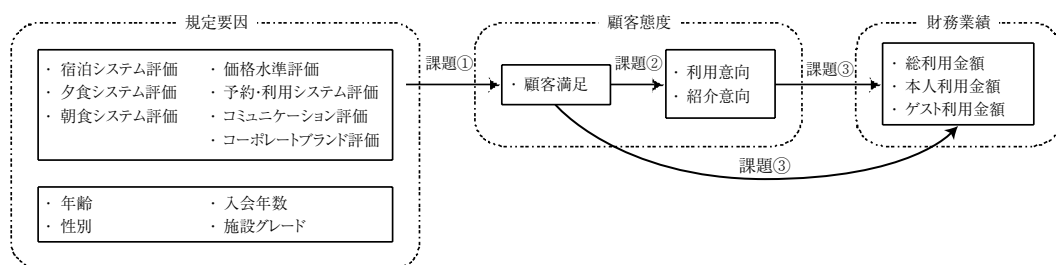 規定要因
・ 宿泊システム評価
・ 夕食システム評価
・ 朝食システム評価
・ 価格水準評価
・ 予約・利用システム評価
・ コミュニケーション評価
・ コーポレートブランド評価
・ 年齢
・ 性別
・ 入会年数
・ 施設グレード
課題①
顧客態度
・ 顧客満足
課題②
・ 利用意向
・ 紹介意向
課題③
課題③
財務業績
・ 総利用金額
・ 本人利用金額
・ ゲスト利用金額